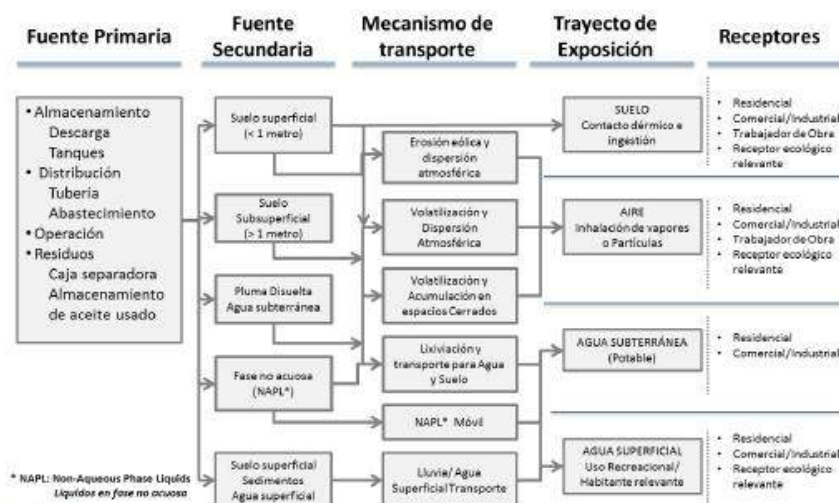 Fuente Primaria
Fuente
Secundaria
Mecanismo de
transporte
Trayecto de
Exposición
Receptores
• Almacenamiento
Descarga
Tanques
• Distribución
Tubería
Abastecimiento
• Operación
• Residuos
Caja separadora
Almacenamiento
de aceite usado
Suelo superficial
(< 1 metro)
Suelo
Subsuperficial
(> 1 metro)
Pluma Disuelta
Agua subterránea
Fase no acuosa
(NAPL*)
Suelo superficial
Sedimentos
Agua superficial
Erosión eólica y
dispersión
atmosférica
Volatilización y
Dispersión
Atmosférica
Volatilización y
Acumulación en
espacios Cerrados
Lixiviación y
transporte para Agua
y Suelo
NAPL* Móvil
Lluvia/ Agua
Superficial Transporte
SUELO
Contacto dérmico e
ingestión
AIRE
Inhalación de vapores
o Partículas
AGUA SUBTERRÁNEA
(Potable)
AGUA SUPERFICIAL
Uso Recreacional/
Habitante relevante
• Residencial
• Comercial/Industrial
• Trabajador de Obra
• Receptor ecológico
relevante
• Residencial
• Comercial/Industrial
• Trabajador de Obra
• Receptor ecológico
relevante
• Residencial
• Comercial/Industrial
• Residencial
• Comercial/Industrial
• Receptor ecológico
relevante
* NAPL: Non-Aqueous Phase Liquids
Líquidos en fase no acuosa